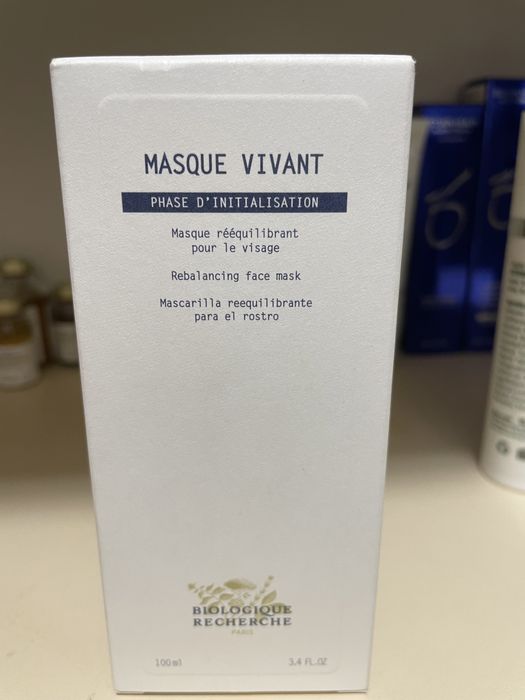 MASQUE VIVANT
PHASE D'INITIALISATION
Masque rééquilibrant
pour le visage
Rebalancing face mask
Mascarilla reequilibrante
para el rostro
BIOLOGIQUE
RECHERCHE
PARIS
100ml 3.4 FL.OZ